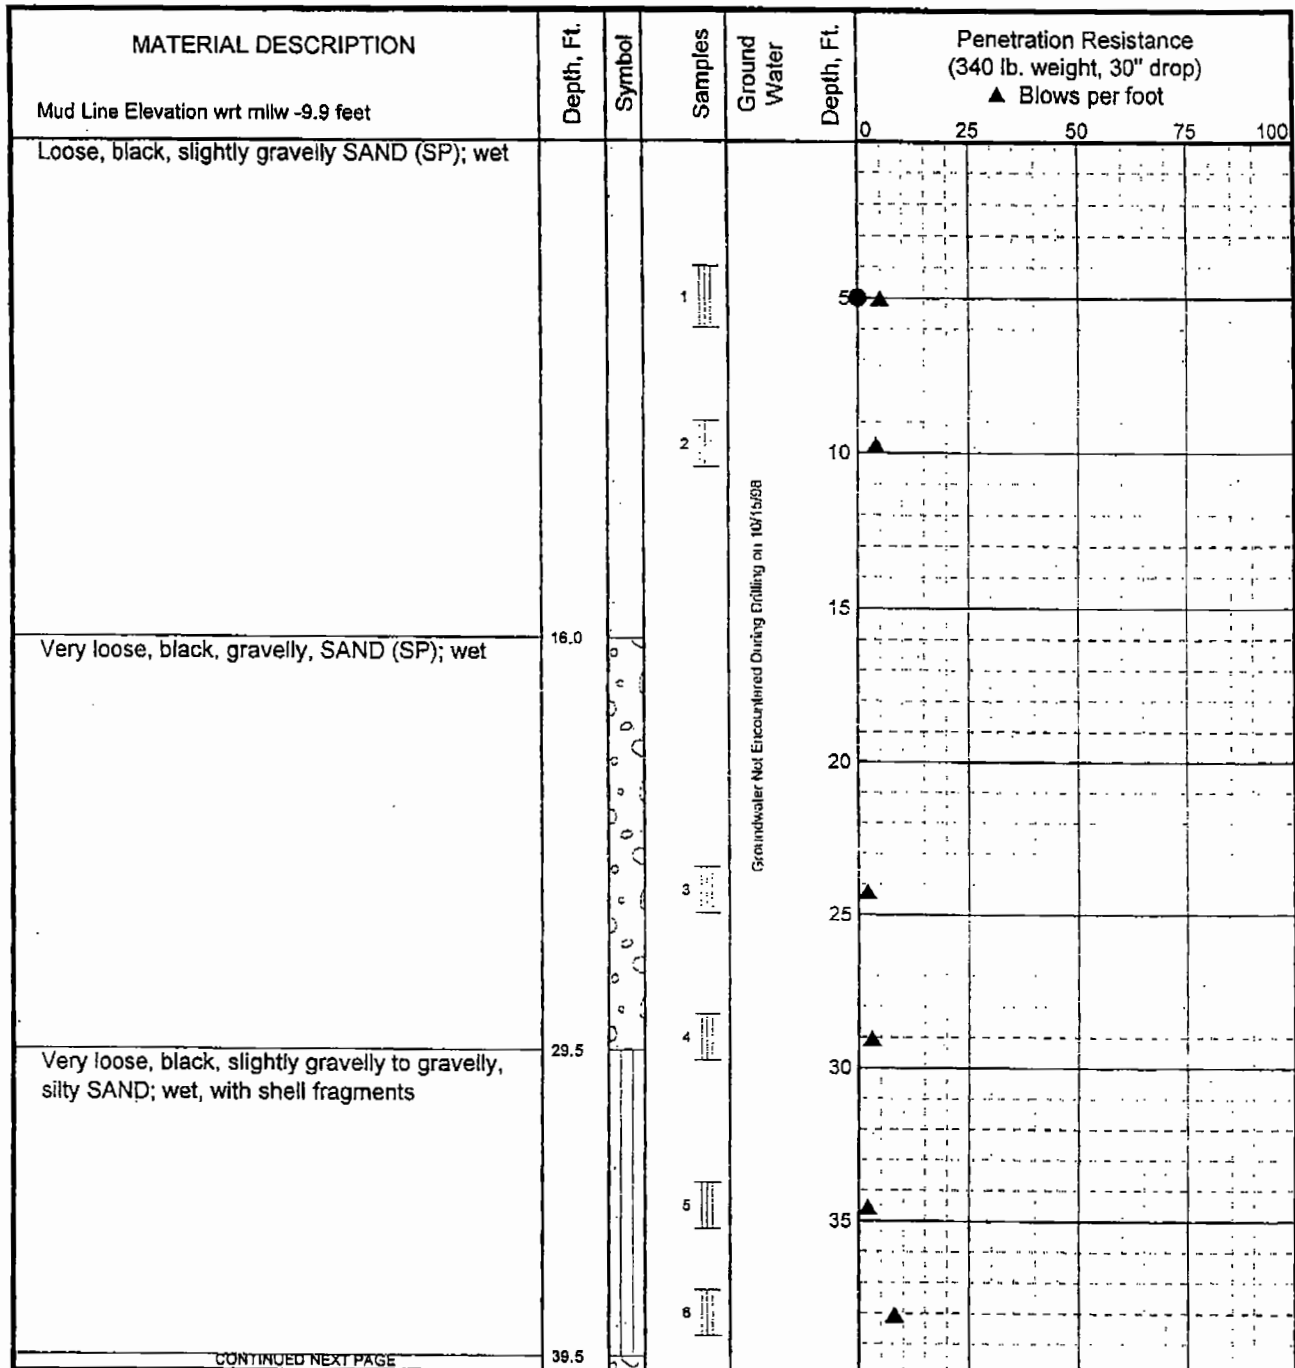 MATERIAL DESCRIPTION
Mud Line Elevation wrt mllw -9.9 feet
Depth, Ft.
Symbol
Samples
Ground
Water
Depth, Ft.
Penetration Resistance
(340 lb. weight, 30" drop)
▲ Blows per foot
0 25 50 75 100
Loose, black, slightly gravelly SAND (SP); wet
1
5
2
10
Groundwater Not Encountered During Drilling on 10/15/98
15
16.0
Very loose, black, gravelly, SAND (SP); wet
20
3
25
4
29.5
Very loose, black, slightly gravelly to gravelly,
silty SAND; wet, with shell fragments
30
5
35
6
CONTINUED NEXT PAGE
39.5